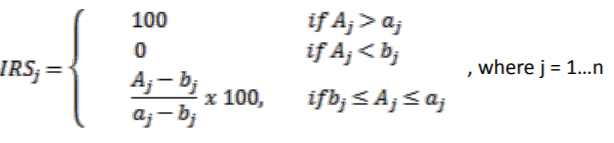 100 if Aⱼ > aⱼ
0 if Aⱼ < bⱼ
IRSⱼ = { (Aⱼ − bⱼ)/(aⱼ − bⱼ) x 100, ifbⱼ ≤ Aⱼ ≤ aⱼ , where j = 1…n